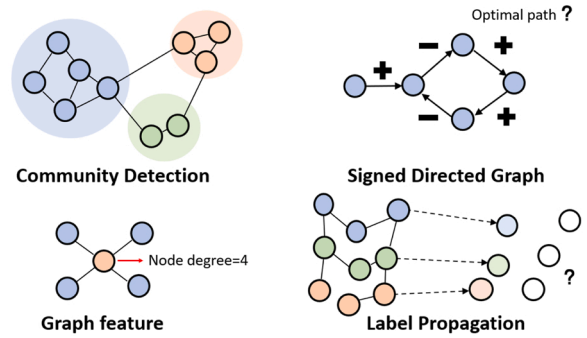 Optimal path ?
− +
+
− +
Community Detection
Signed Directed Graph
Node degree=4
?
Graph feature
Label Propagation